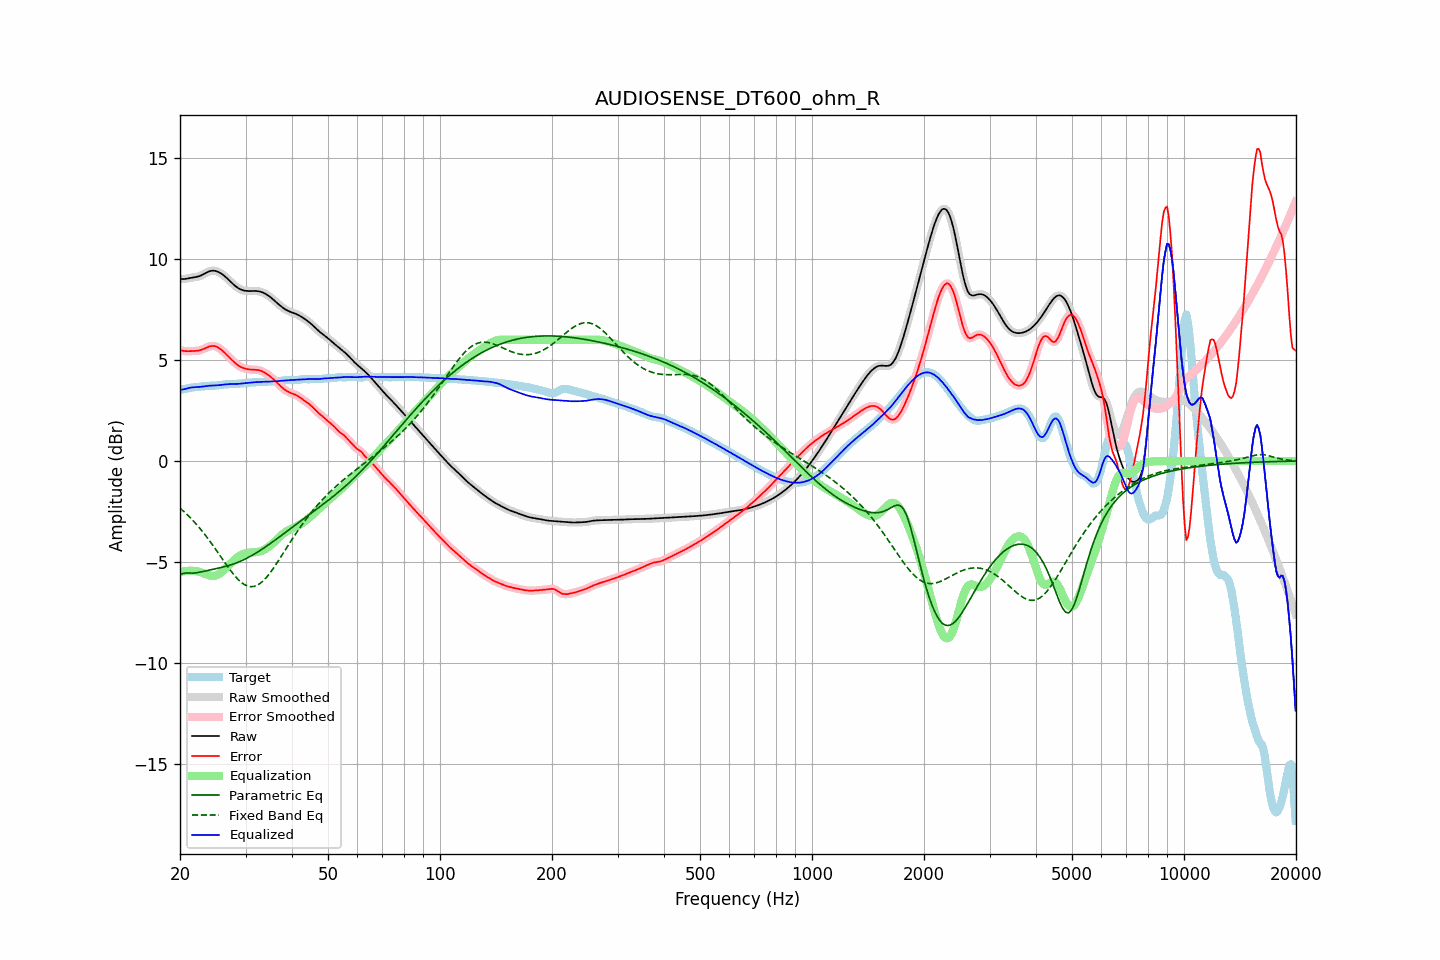 AUDIOSENSE_DT600_ohm_R
Amplitude (dBr)
15
10
5
0
−5
−10
−15
Target
Raw Smoothed
Error Smoothed
Raw
Error
Equalization
Parametric Eq
Fixed Band Eq
Equalized
20 50 100 200 500 1000 2000 5000 10000 20000
Frequency (Hz)